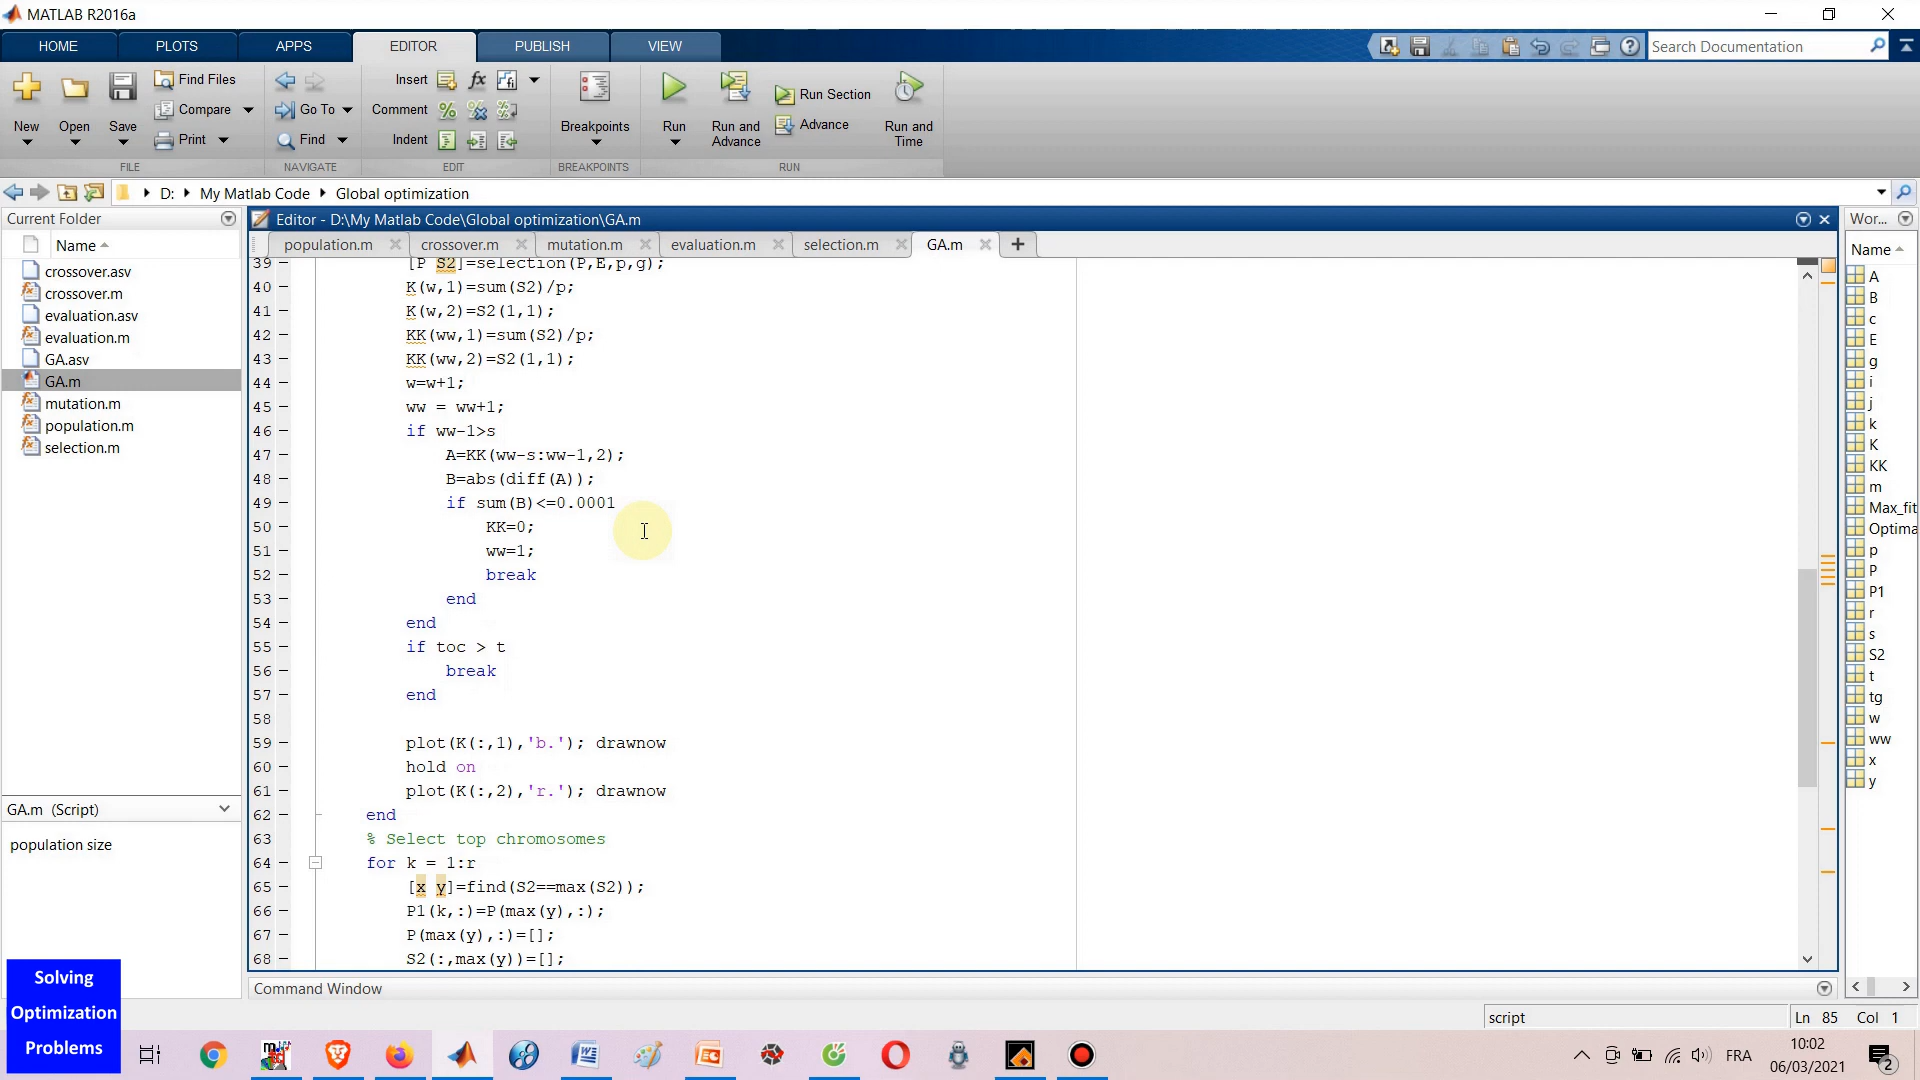 MATLAB R2016a
HOME PLOTS APPS EDITOR PUBLISH VIEW
Search Documentation
New Open Save Find Files Compare Print
Go To Find
Insert Comment Indent
Breakpoints
Run
Run and Advance
Run Section
Advance
Run and Time
FILE NAVIGATE EDIT BREAKPOINTS RUN
D: My Matlab Code Global optimization
Current Folder
Name
crossover.asv
crossover.m
evaluation.asv
evaluation.m
GA.asv
GA.m
mutation.m
population.m
selection.m
GA.m (Script)
population size
Editor - D:\My Matlab Code\Global optimization\GA.m
population.m crossover.m mutation.m evaluation.m selection.m GA.m
39 [P S2]=selection(P,E,p,g);
40 K(w,1)=sum(S2)/p;
41 K(w,2)=S2(1,1);
42 KK(ww,1)=sum(S2)/p;
43 KK(ww,2)=S2(1,1);
44 w=w+1;
45 ww = ww+1;
46 if ww-1>s
47 A=KK(ww-s:ww-1,2);
48 B=abs(diff(A));
49 if sum(B)<=0.0001
50 KK=0;
51 ww=1;
52 break
53 end
54 end
55 if toc > t
56 break
57 end
58
59 plot(K(:,1),'b.'); drawnow
60 hold on
61 plot(K(:,2),'r.'); drawnow
62 end
63 % Select top chromosomes
64 for k = 1:r
65 [x y]=find(S2==max(S2));
66 P1(k,:)=P(max(y),:);
67 P(max(y),:)=[];
68 S2(:,max(y))=[];
Command Window
Wor...
Name
A
B
c
E
g
i
j
k
K
KK
m
Max_fit
Optima
p
P
P1
r
s
S2
t
tg
w
ww
x
y
script
Ln 85 Col 1
Solving
Optimization
Problems
FRA
10:02
06/03/2021
2